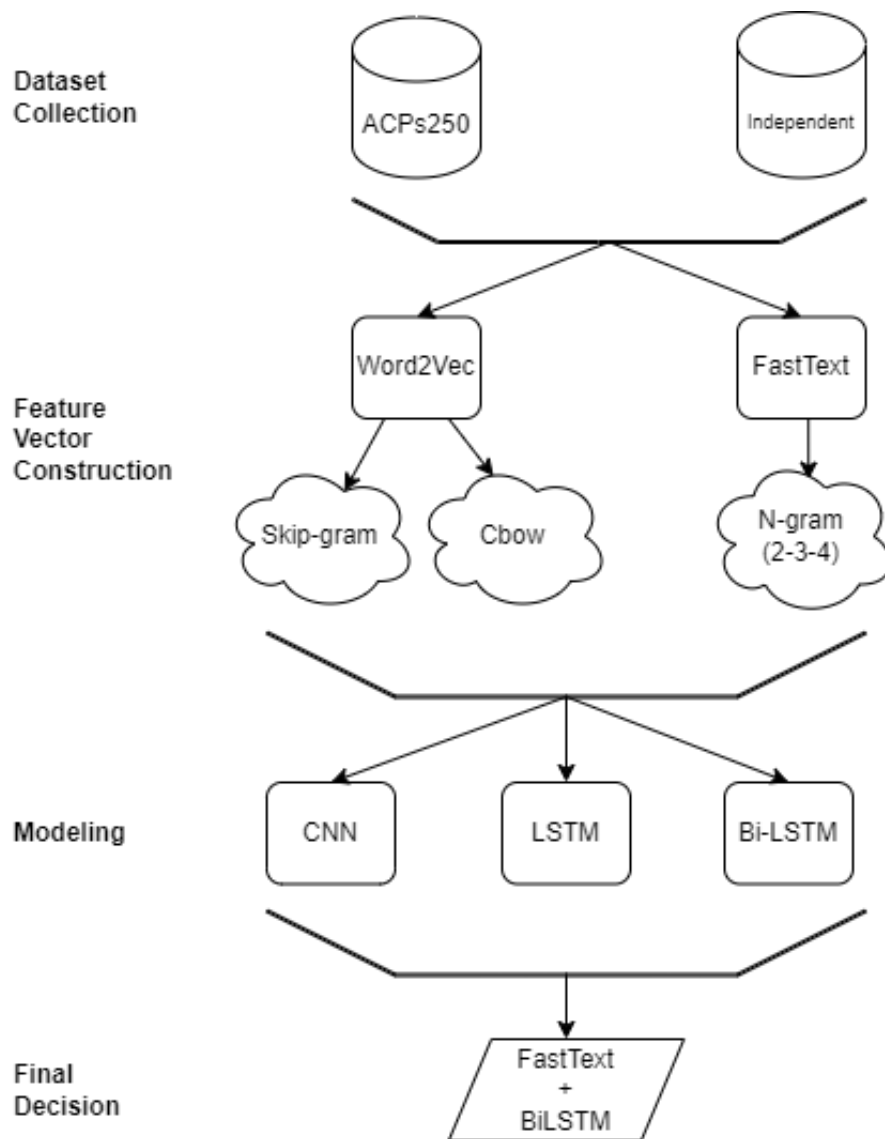 Dataset
Collection
ACPs250
Independent
Word2Vec
FastText
Feature
Vector
Construction
Skip-gram
Cbow
N-gram
(2-3-4)
Modeling
CNN
LSTM
Bi-LSTM
Final
Decision
FastText
+
BiLSTM